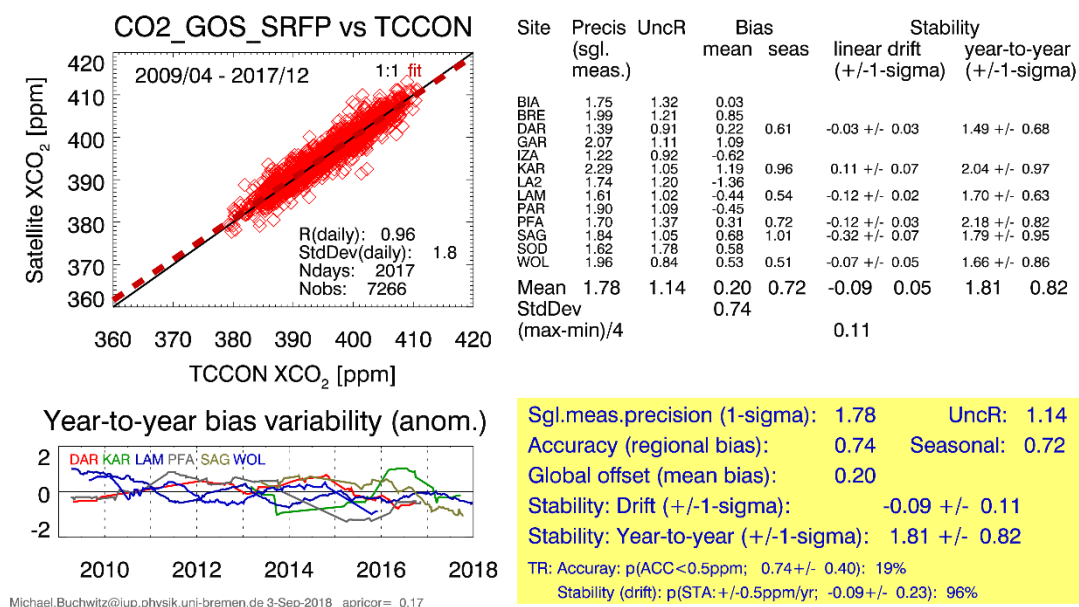 CO2_GOS_SRFP vs TCCON
2009/04 - 2017/12
1:1 fit
420
410
400
390
380
370
360
Satellite XCO2 [ppm]
R(daily): 0.96
StdDev(daily): 1.8
Ndays: 2017
Nobs: 7266
360 370 380 390 400 410 420
TCCON XCO2 [ppm]
Site Precis UncR Bias Stability
(sgl. mean seas linear drift year-to-year
meas.) (+/-1-sigma) (+/-1-sigma)
BIA 1.75 1.32 0.03
BRE 1.99 1.21 0.85
DAR 1.39 0.91 0.22 0.61 -0.03 +/- 0.03 1.49 +/- 0.68
GAR 2.07 1.11 1.09
IZA 1.22 0.92 -0.62
KAR 2.29 1.05 1.19 0.96 0.11 +/- 0.07 2.04 +/- 0.97
LA2 1.74 1.20 -1.36
LAM 1.61 1.02 -0.44 0.54 -0.12 +/- 0.02 1.70 +/- 0.63
PAR 1.90 1.09 -0.45
PFA 1.70 1.37 0.31 0.72 -0.12 +/- 0.03 2.18 +/- 0.82
SAG 1.84 1.05 0.68 1.01 -0.32 +/- 0.07 1.79 +/- 0.95
SOD 1.62 1.78 0.58
WOL 1.96 0.84 0.53 0.51 -0.07 +/- 0.05 1.66 +/- 0.86
Mean 1.78 1.14 0.20 0.72 -0.09 0.05 1.81 0.82
StdDev 0.74
(max-min)/4 0.11
Year-to-year bias variability (anom.)
DAR KAR LAM PFA SAG WOL
2
0
-2
2010 2012 2014 2016 2018
Sgl.meas.precision (1-sigma): 1.78 UncR: 1.14
Accuracy (regional bias): 0.74 Seasonal: 0.72
Global offset (mean bias): 0.20
Stability: Drift (+/-1-sigma): -0.09 +/- 0.11
Stability: Year-to-year (+/-1-sigma): 1.81 +/- 0.82
TR: Accuray: p(ACC<0.5ppm; 0.74+/- 0.40): 19%
Stability (drift): p(STA:+/-0.5ppm/yr; -0.09+/- 0.23): 96%
Michael.Buchwitz@iup.physik.uni-bremen.de 3-Sep-2018 apricor= 0.17